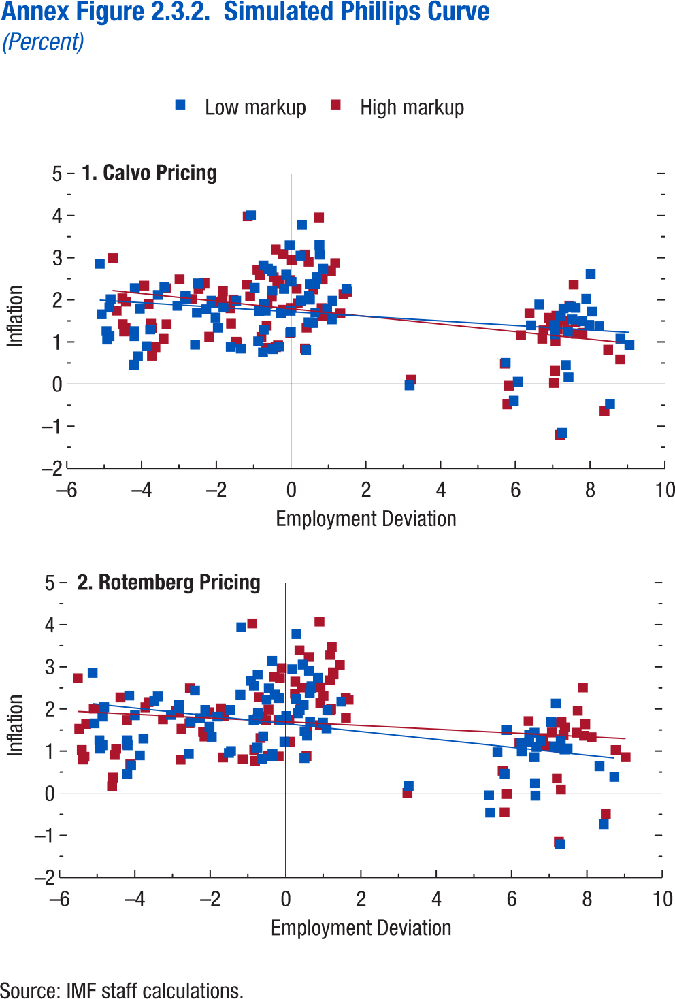 Annex Figure 2.3.2. Simulated Phillips Curve
(Percent)
Low markup High markup
1. Calvo Pricing
Inflation
5
4
3
2
1
0
–1
–2
–6 –4 –2 0 2 4 6 8 10
Employment Deviation
2. Rotemberg Pricing
Inflation
5
4
3
2
1
0
–1
–2
–6 –4 –2 0 2 4 6 8 10
Employment Deviation
Source: IMF staff calculations.